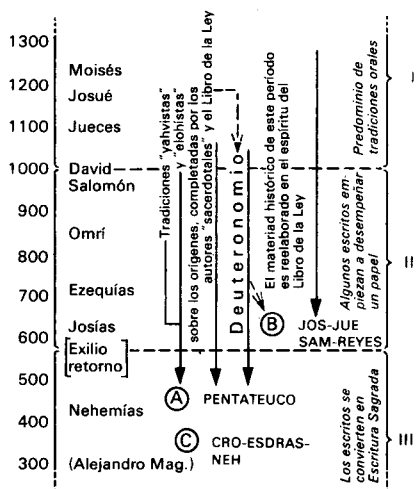 1300
1200
1100
1000
900
800
700
600
500
400
300
Moisés
Josué
Jueces
David
Salomón
Omrí
Ezequías
Josías
[Exilio
retorno]
Nehemías
(Alejandro Mag.)
Tradiciones "yahvistas"
y "elohistas"
sobre los orígenes, completadas por los
autores "sacerdotales" y el Libro de la Ley
Deuteronomio
El materiad histórico de este período
es reelaborado en el espíritu del
Libro de la Ley
B
JOS-JUE
SAM-REYES
A
PENTATEUCO
C
CRO-ESDRAS-
NEH
Predominio de
tradiciones orales
I
Algunos escritos em-
piezan a desempeñar
un papel
II
Los escritos se
convierten en
Escritura Sagrada
III